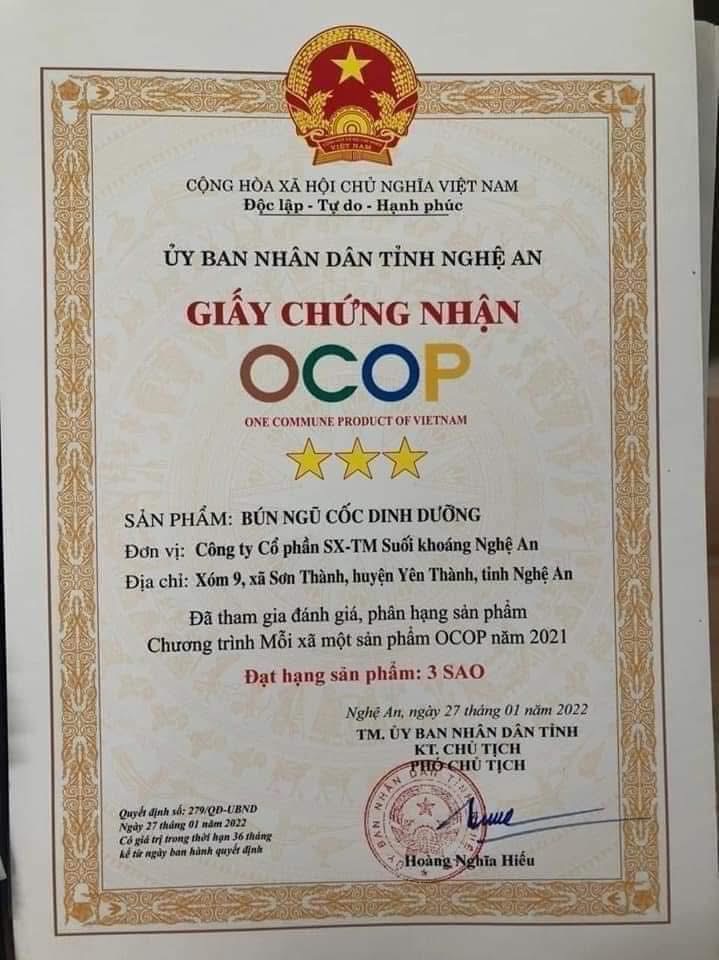 VIỆT NAM
CỘNG HÒA XÃ HỘI CHỦ NGHĨA VIỆT NAM
Độc lập - Tự do - Hạnh phúc
ỦY BAN NHÂN DÂN TỈNH NGHỆ AN
GIẤY CHỨNG NHẬN
OCOP
ONE COMMUNE PRODUCT OF VIETNAM
SẢN PHẨM: BÚN NGŨ CỐC DINH DƯỠNG
Đơn vị: Công ty Cổ phần SX-TM Suối khoáng Nghệ An
Địa chỉ: Xóm 9, xã Sơn Thành, huyện Yên Thành, tỉnh Nghệ An
Đã tham gia đánh giá, phân hạng sản phẩm
Chương trình Mỗi xã một sản phẩm OCOP năm 2021
Đạt hạng sản phẩm: 3 SAO
Nghệ An, ngày 27 tháng 01 năm 2022
TM. ỦY BAN NHÂN DÂN TỈNH
KT. CHỦ TỊCH
PHÓ CHỦ TỊCH
ỦY BAN NHÂN DÂN TỈNH
Hoàng Nghĩa Hiếu
Quyết định số: 279/QĐ-UBND
Ngày 27 tháng 01 năm 2022
Có giá trị trong thời hạn 36 tháng
kể từ ngày ban hành quyết định